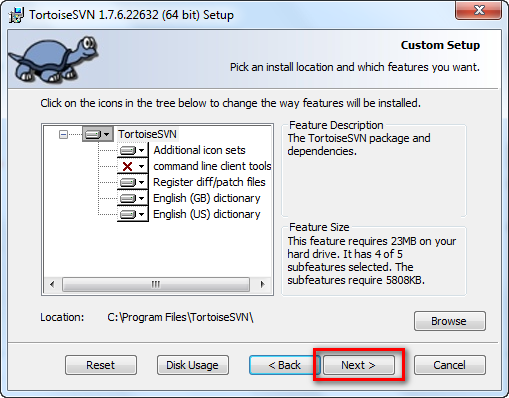 TortoiseSVN 1.7.6.22632 (64 bit) Setup
Custom Setup
Pick an install location and which features you want.
Click on the icons in the tree below to change the way features will be installed.
TortoiseSVN
Additional icon sets
command line client tools
Register diff/patch files
English (GB) dictionary
English (US) dictionary
Feature Description
The TortoiseSVN package and
dependencies.
Feature Size
This feature requires 23MB on your
hard drive. It has 4 of 5
subfeatures selected. The
subfeatures require 5808KB.
Location: C:\Program Files\TortoiseSVN\
Browse
Reset Disk Usage < Back Next > Cancel